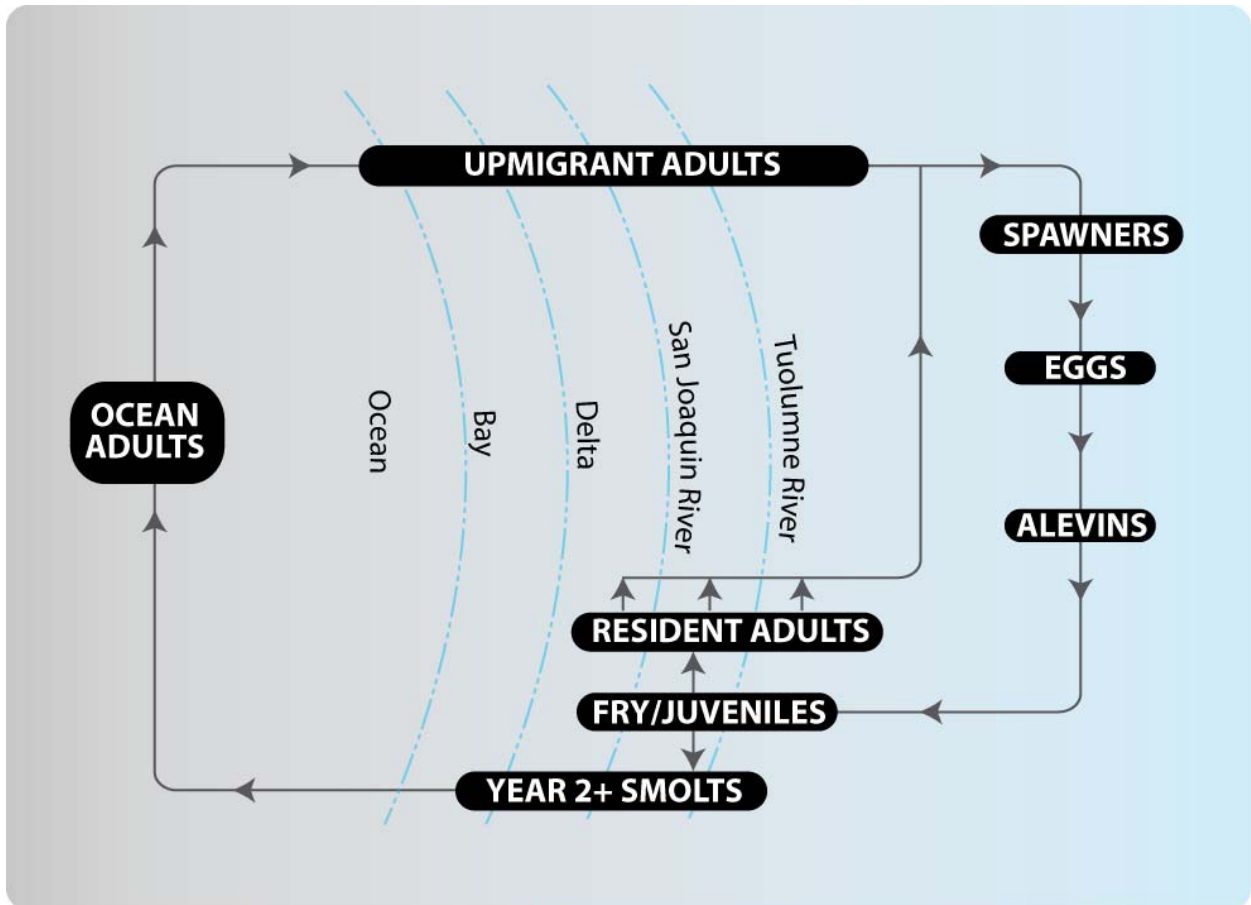 UPMIGRANT ADULTS
SPAWNERS
EGGS
ALEVINS
OCEAN
ADULTS
Ocean
Bay
Delta
San Joaquin River
Tuolumne River
RESIDENT ADULTS
FRY/JUVENILES
YEAR 2+ SMOLTS